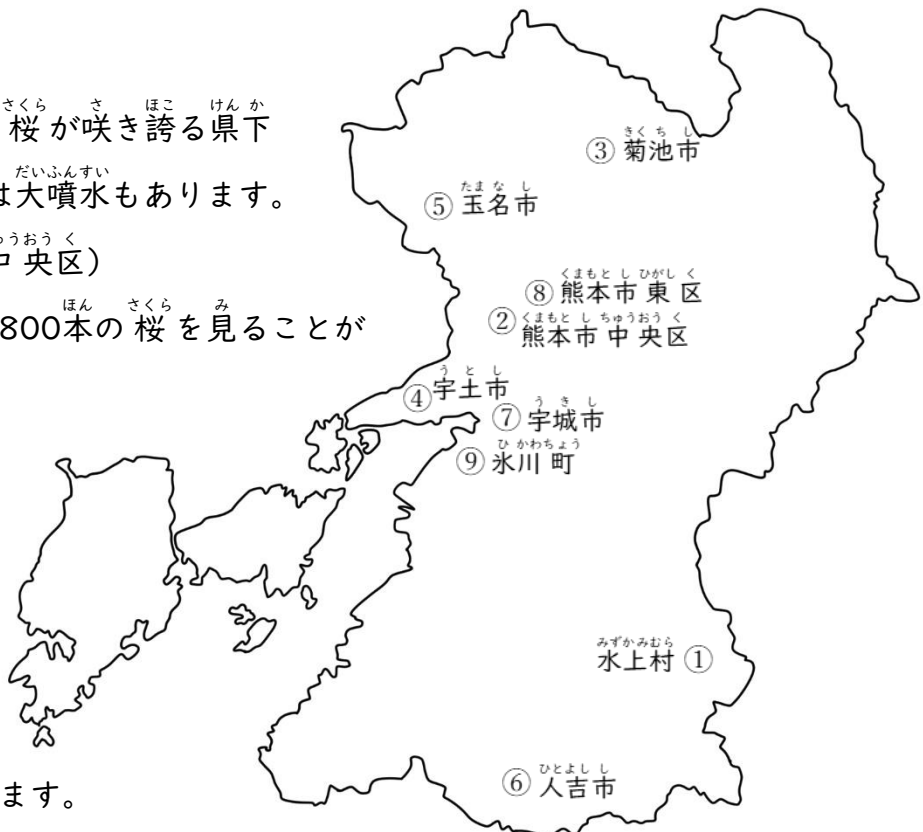 桜が咲き誇る県下
は大噴水もあります。
中央区)
800本の桜を見ることが
ます。
③ 菊池市
⑤ 玉名市
⑧ 熊本市東区
② 熊本市中央区
④ 宇土市
⑦ 宇城市
⑨ 氷川町
水上村 ①
⑥ 人吉市